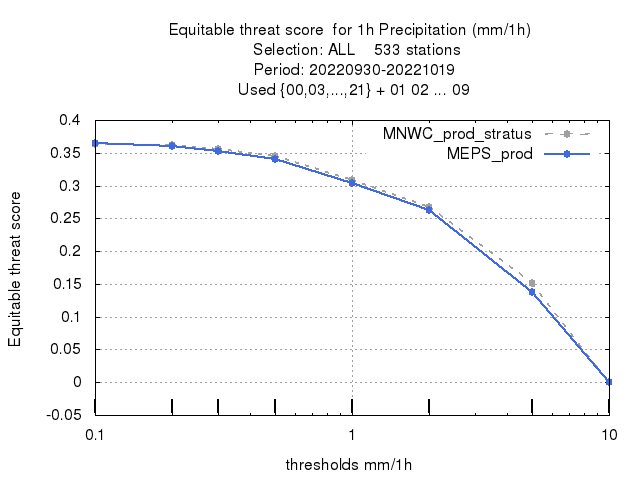 Equitable threat score  for 1h Precipitation (mm/1h)
Selection: ALL    533 stations
Period: 20220930-20221019
Used {00,03,...,21} + 01 02 ... 09
MNWC_prod_stratus
MEPS_prod
0.4
0.35
0.3
0.25
0.2
0.15
0.1
0.05
0
-0.05
Equitable threat score
0.1 1 10
thresholds mm/1h